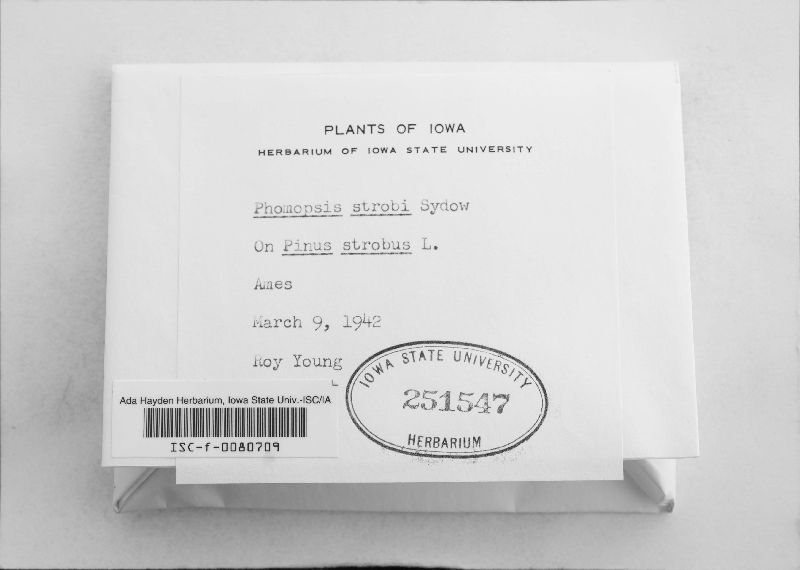 PLANTS OF IOWA
HERBARIUM OF IOWA STATE UNIVERSITY
Phomopsis strobi Sydow
On Pinus strobus L.
Ames
March 9, 1942
Roy Young
IOWA STATE UNIVERSITY
251547
HERBARIUM
Ada Hayden Herbarium, Iowa State Univ.-ISC/IA
ISC-f-0080709